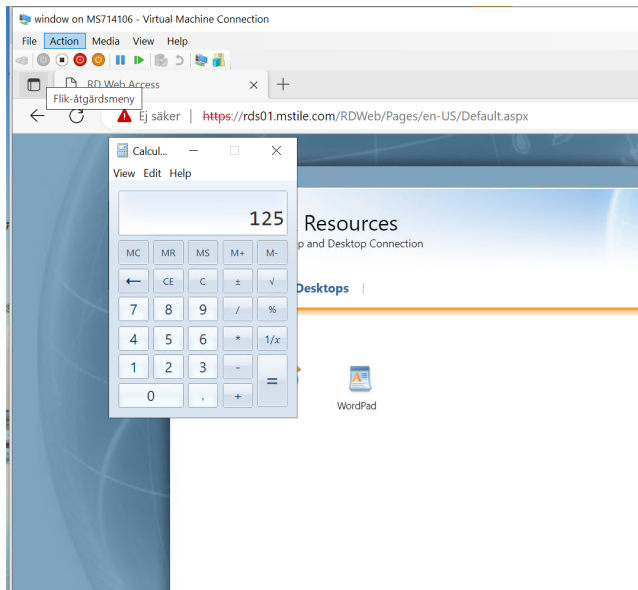 window on MS714106 - Virtual Machine Connection
File Action Media View Help
RD Web Access
Flik-åtgärdsmeny
Ej säker https://rds01.mstile.com/RDWeb/Pages/en-US/Default.aspx
Calcul...
View Edit Help
125
Resources
p and Desktop Connection
MC MR MS M+ M-
← CE C ± √
Desktops
7 8 9 / %
4 5 6 * 1/x
1 2 3 - =
0 , +
WordPad